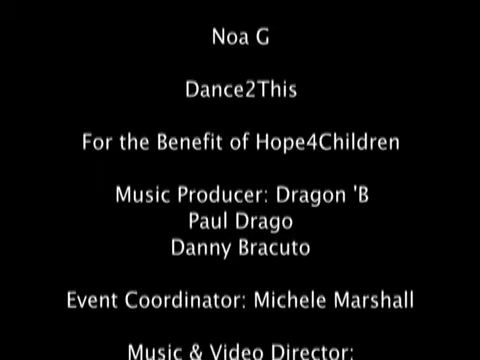 Noa G
Dance2This
For the Benefit of Hope4Children
Music Producer: Dragon 'B
Paul Drago
Danny Bracuto
Event Coordinator: Michele Marshall
Music & Video Director: